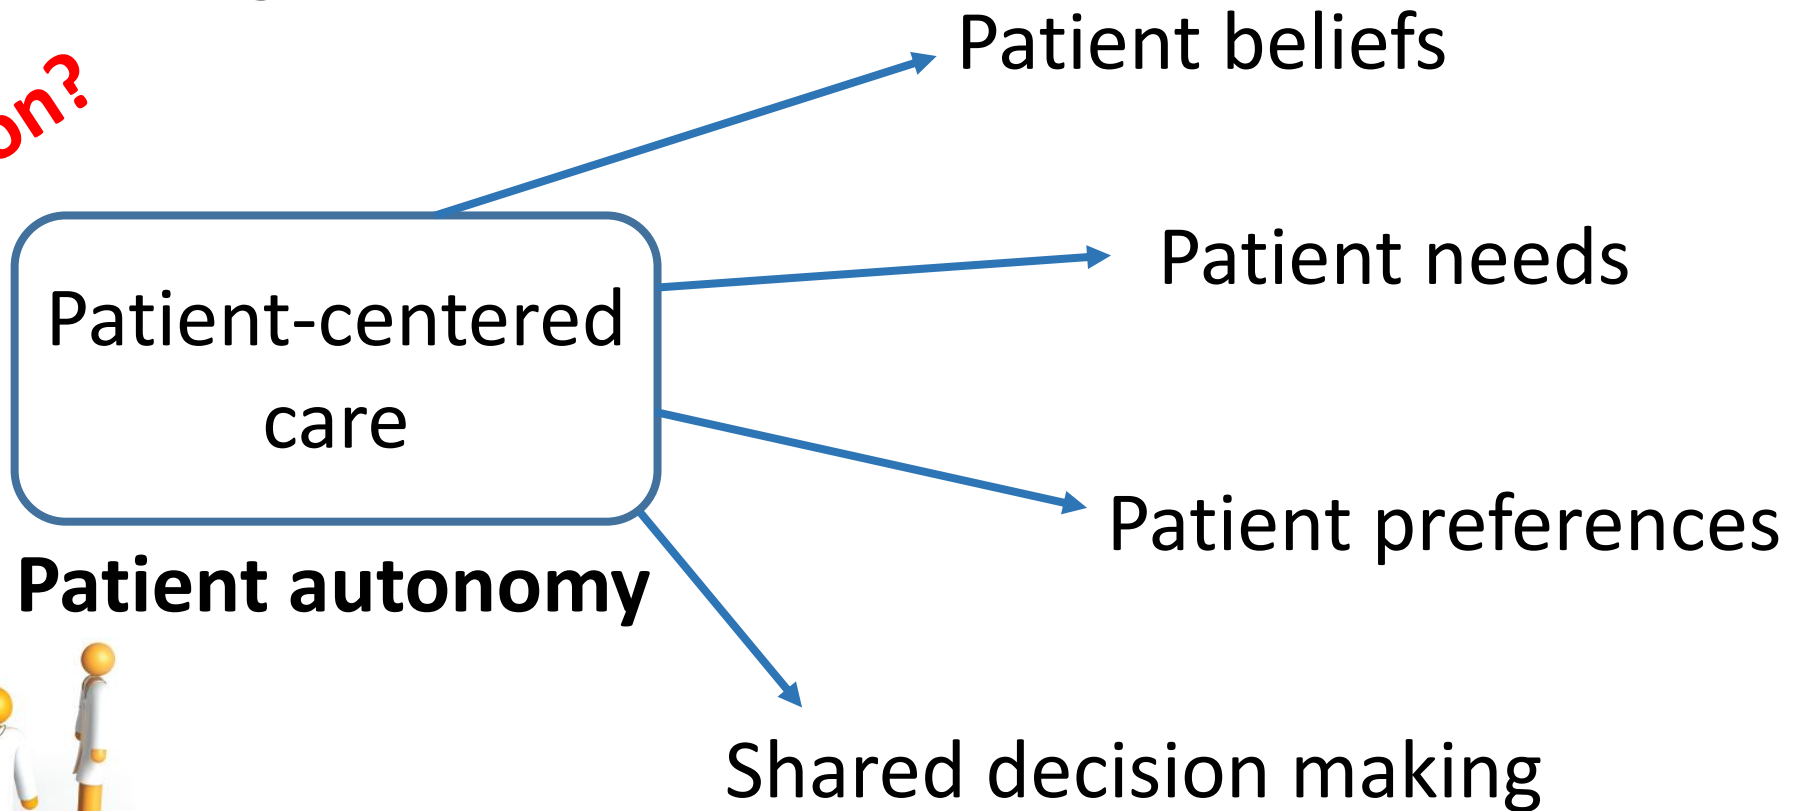 Patient beliefs
on?
Patient needs
Patient-centered
care
Patient preferences
Patient autonomy
Shared decision making